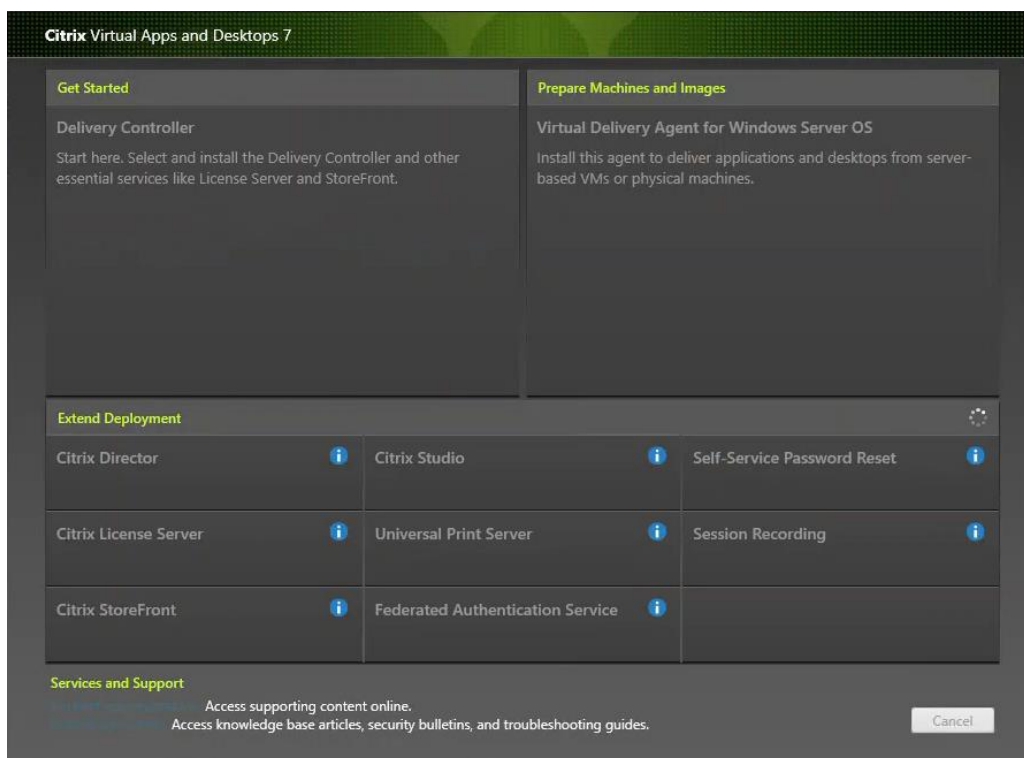 Citrix Virtual Apps and Desktops 7
Get Started
Delivery Controller
Start here. Select and install the Delivery Controller and other
essential services like License Server and StoreFront.
Prepare Machines and Images
Virtual Delivery Agent for Windows Server OS
Install this agent to deliver applications and desktops from server-
based VMs or physical machines.
Extend Deployment
Citrix Director
Citrix Studio
Self-Service Password Reset
Citrix License Server
Universal Print Server
Session Recording
Citrix StoreFront
Federated Authentication Service
Services and Support
Access supporting content online.
Access knowledge base articles, security bulletins, and troubleshooting guides.
Cancel